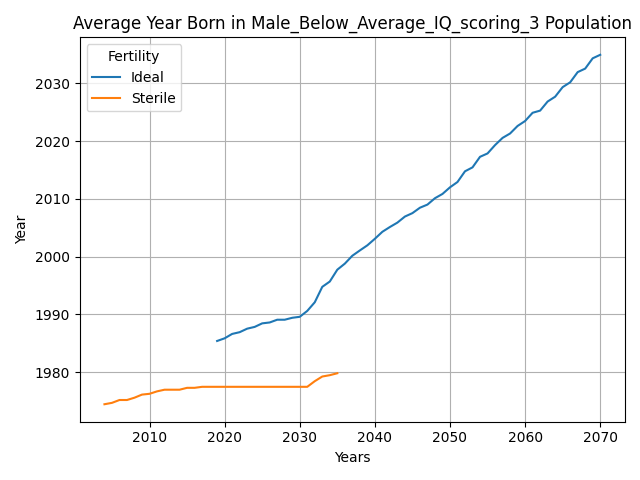 Average Year Born in Male_Below_Average_IQ_scoring_3 Population
Fertility
Ideal
Sterile
2030
2020
2010
2000
1990
1980
Year
2010 2020 2030 2040 2050 2060 2070
Years